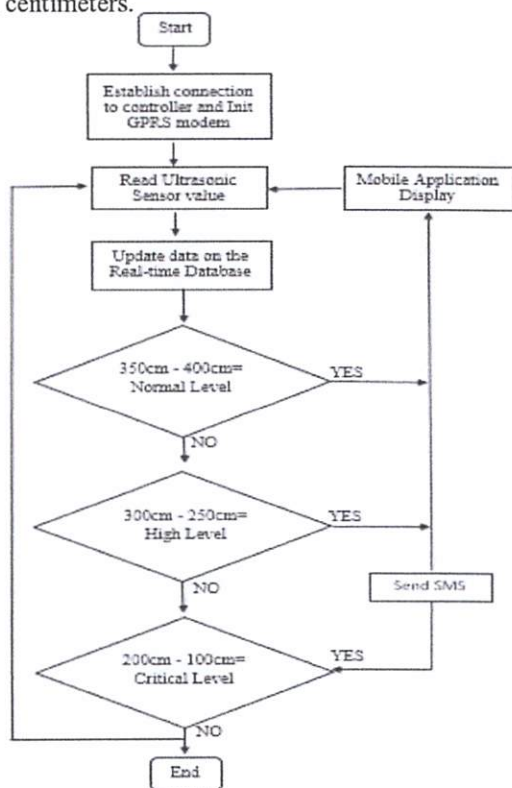 centimeters.
Start
Establish connection
to controller and Init
GPRS modem
Read Ultrasonic
Sensor value
Mobile Application
Display
Update data on the
Real-time Database
350cm - 400cm=
Normal Level
YES
NO
300cm - 250cm=
High Level
YES
NO
Send SMS
200cm - 100cm=
Critical Level
YES
NO
End